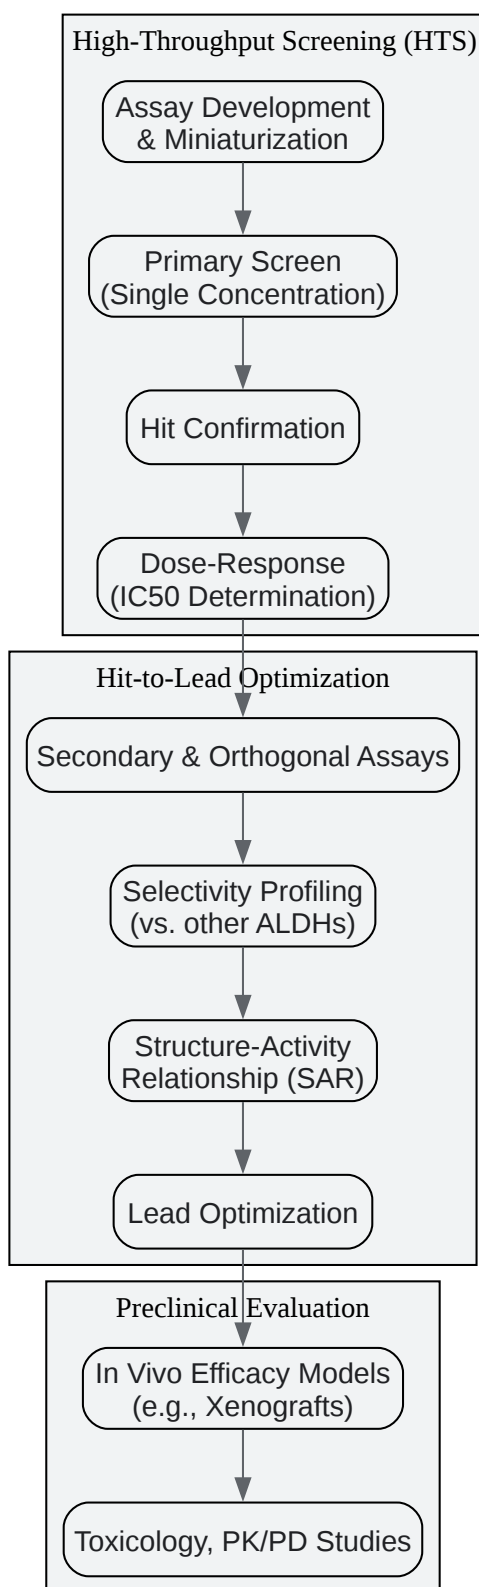 High-Throughput Screening (HTS)
Assay Development
& Miniaturization
Primary Screen
(Single Concentration)
Hit Confirmation
Dose-Response
(IC50 Determination)
Hit-to-Lead Optimization
Secondary & Orthogonal Assays
Selectivity Profiling
(vs. other ALDHs)
Structure-Activity
Relationship (SAR)
Lead Optimization
Preclinical Evaluation
In Vivo Efficacy Models
(e.g., Xenografts)
Toxicology, PK/PD Studies